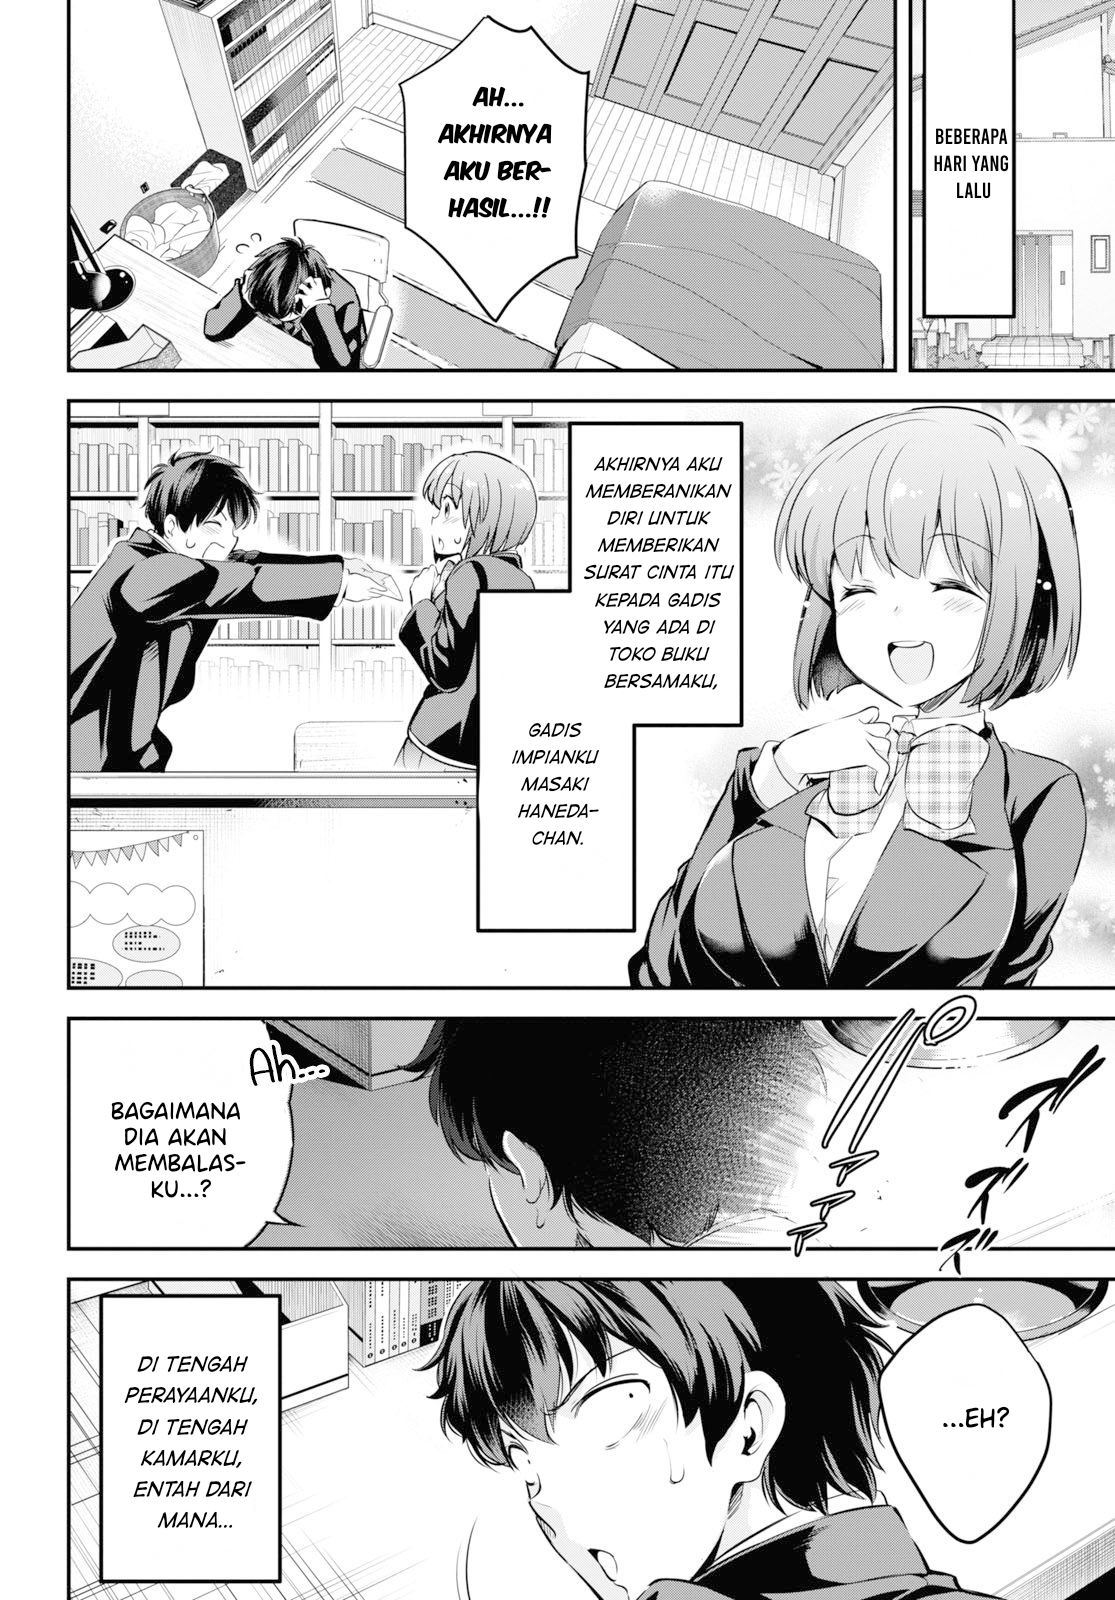 BEBERAPA
HARI YANG
LALU
AH...
AKHIRNYA
AKU BER-
HASIL...!!
AKHIRNYA AKU
MEMBERANIKAN
DIRI UNTUK
MEMBERIKAN
SURAT CINTA ITU
KEPADA GADIS
YANG ADA DI
TOKO BUKU
BERSAMAKU,
GADIS
IMPIANKU
MASAKI
HANEDA-
CHAN.
Ah...
BAGAIMANA
DIA AKAN
MEMBALAS-
KU...?
ズズ
...EH?
DI TENGAH
PERAYAANKU,
DI TENGAH
KAMARKU,
ENTAH DARI
MANA...